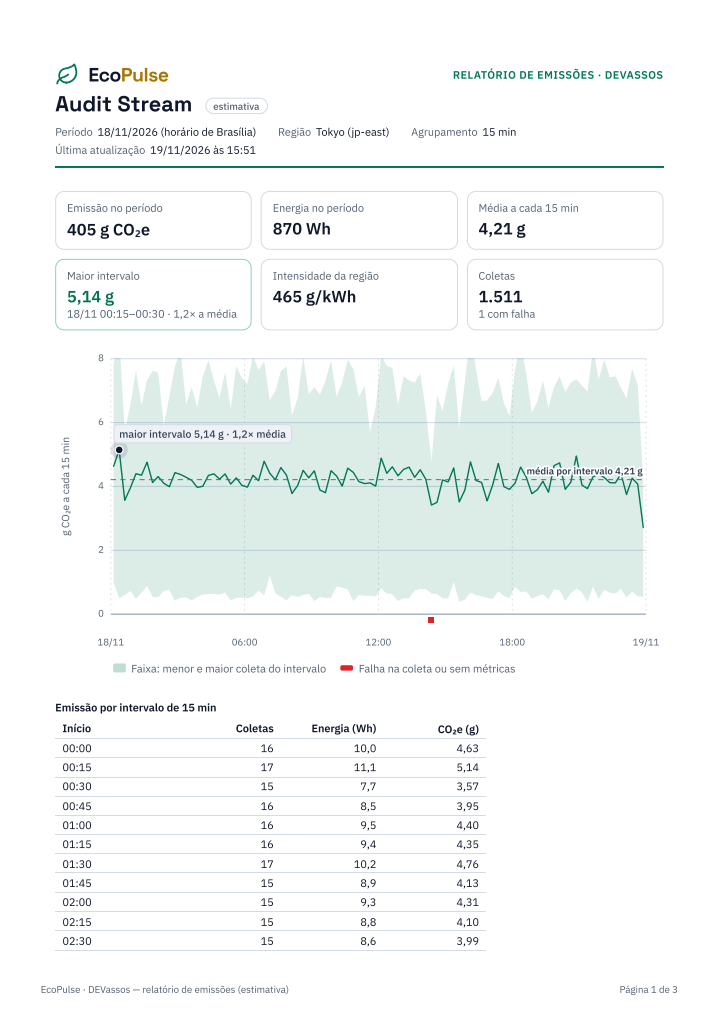 EcoPulse
RELATÓRIO DE EMISSÕES · DEVASSOS
Audit Stream estimativa
Período 18/11/2026 (horário de Brasília) Região Tokyo (jp-east) Agrupamento 15 min
Última atualização 19/11/2026 às 15:51
Emissão no período
405 g CO₂e
Energia no período
870 Wh
Média a cada 15 min
4,21 g
Maior intervalo
5,14 g
18/11 00:15–00:30 · 1,2× a média
Intensidade da região
465 g/kWh
Coletas
1.511
1 com falha
g CO₂e a cada 15 min
8
6
4
2
0
maior intervalo 5,14 g · 1,2× média
média por intervalo 4,21 g
18/11 06:00 12:00 18:00 19/11
Faixa: menor e maior coleta do intervalo Falha na coleta ou sem métricas
Emissão por intervalo de 15 min
Início Coletas Energia (Wh) CO₂e (g)
00:00 16 10,0 4,63
00:15 17 11,1 5,14
00:30 15 7,7 3,57
00:45 16 8,5 3,95
01:00 16 9,5 4,40
01:15 16 9,4 4,35
01:30 17 10,2 4,76
01:45 15 8,9 4,13
02:00 15 9,3 4,31
02:15 15 8,8 4,10
02:30 15 8,6 3,99
EcoPulse · DEVassos — relatório de emissões (estimativa) Página 1 de 3